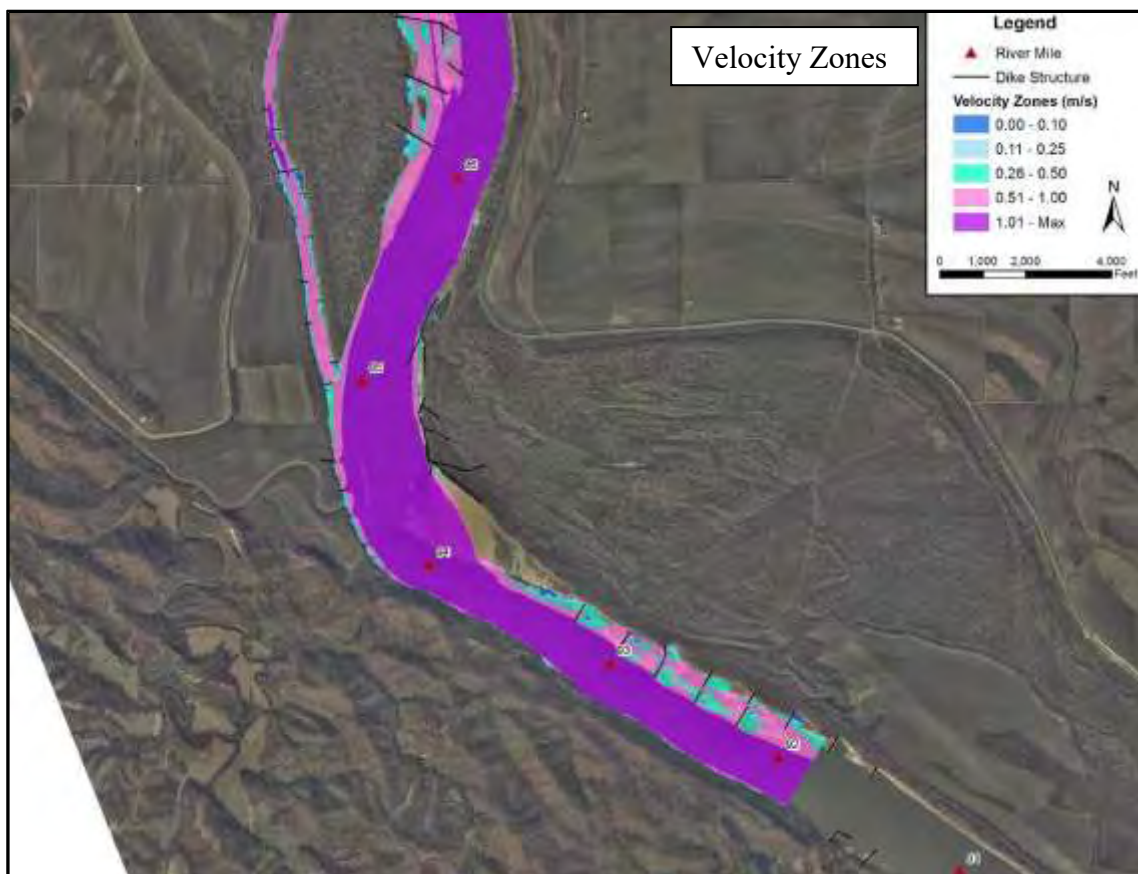 Velocity Zones
Legend
River Mile
Dike Structure
Velocity Zones (m/s)
0.00 - 0.10
0.11 - 0.25
0.26 - 0.50
0.51 - 1.00
1.01 - Max
N
0 1,000 2,000 4,000
Feet